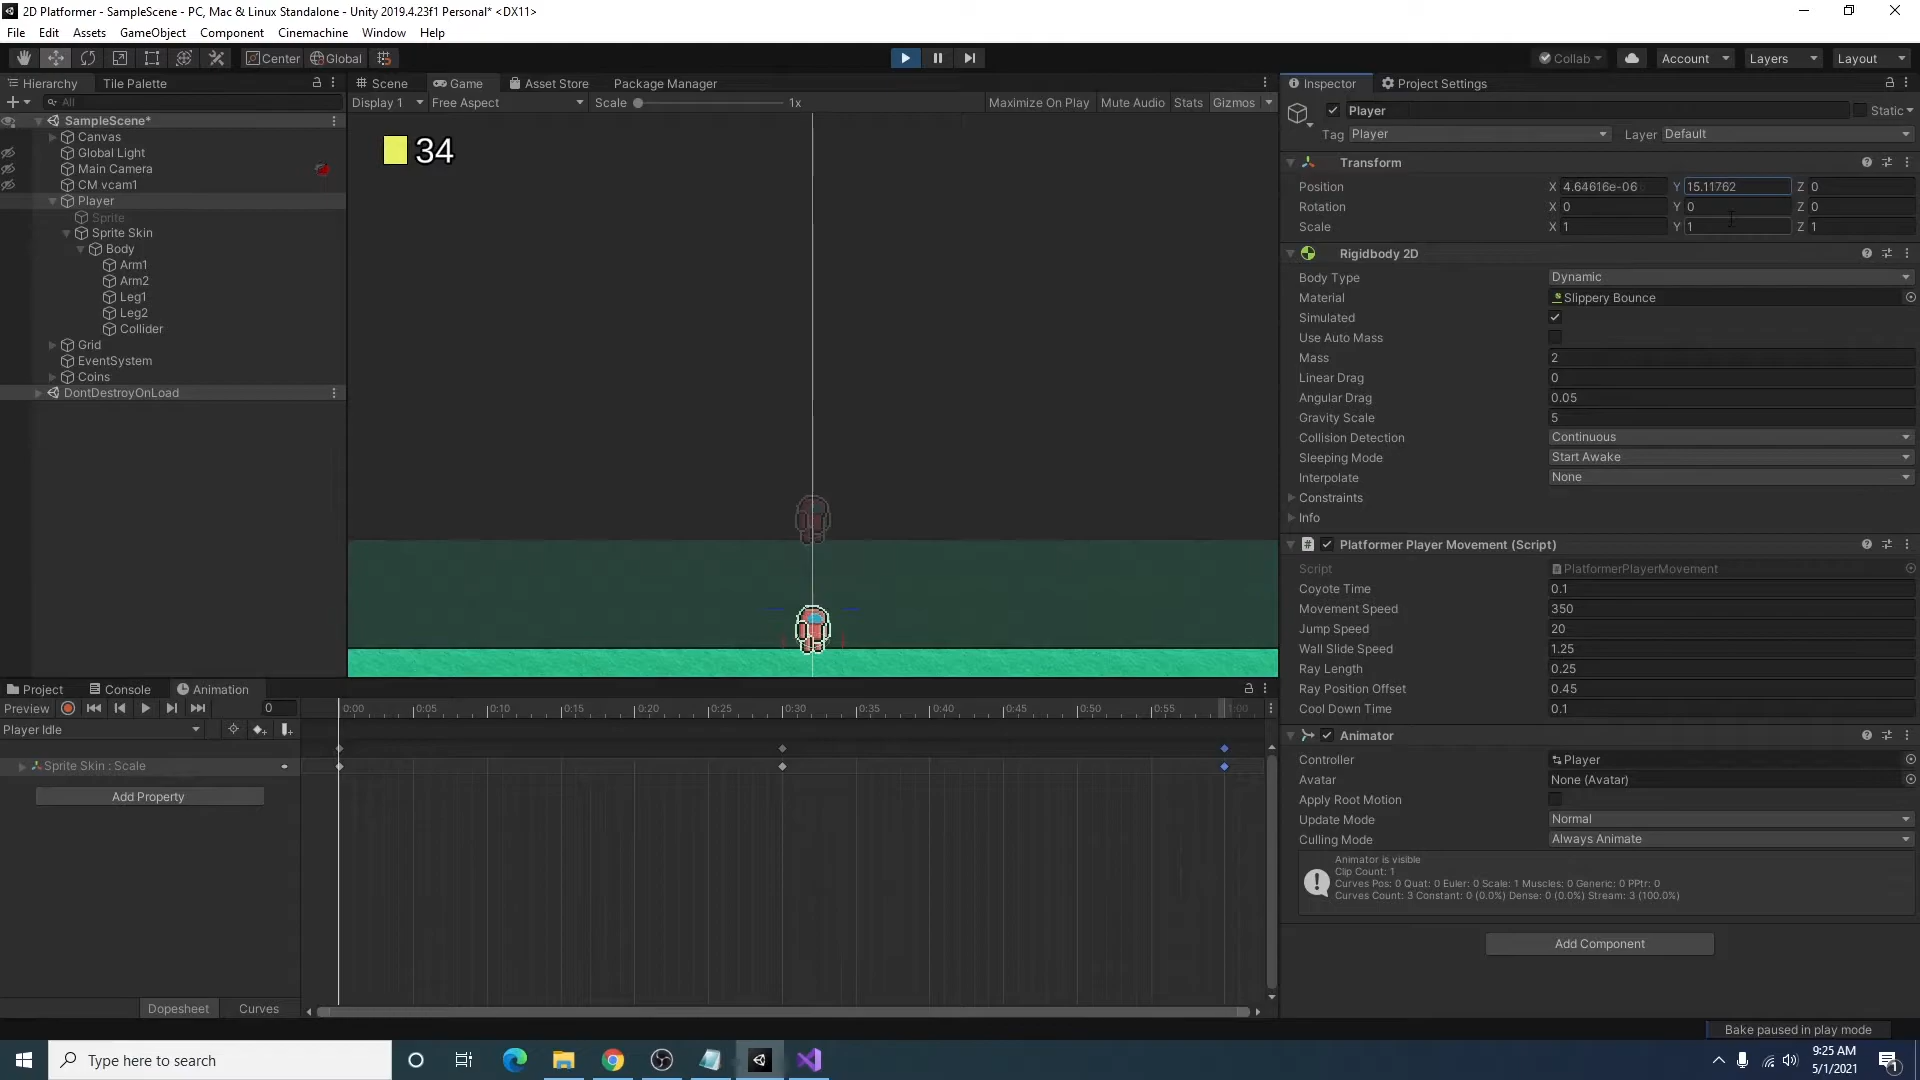 2D Platformer - SampleScene - PC, Mac & Linux Standalone - Unity 2019.4.23f1 Personal* <DX11>
File Edit Assets GameObject Component Cinemachine Window Help
Center Global Collab Account Layers Layout
Hierarchy Tile Palette Scene Game Asset Store Package Manager Inspector Project Settings
All Display 1 Free Aspect Scale 1x Maximize On Play Mute Audio Stats Gizmos
Player Static
Tag Player Layer Default
SampleScene*
Canvas
Global Light
Main Camera
CM vcam1
Player
Sprite
Sprite Skin
Body
Arm1
Arm2
Leg1
Leg2
Collider
Grid
EventSystem
Coins
DontDestroyOnLoad
34
Transform
Position X 4.64616e-06 Y 15.11762 Z 0
Rotation X 0 Y 0 Z 0
Scale X 1 Y 1 Z 1
Rigidbody 2D
Body Type Dynamic
Material Slippery Bounce
Simulated
Use Auto Mass
Mass 2
Linear Drag 0
Angular Drag 0.05
Gravity Scale 5
Collision Detection Continuous
Sleeping Mode Start Awake
Interpolate None
Constraints
Info
# Platformer Player Movement (Script)
Script PlatformerPlayerMovement
Coyote Time 0.1
Movement Speed 350
Jump Speed 20
Wall Slide Speed 1.25
Ray Length 0.25
Ray Position Offset 0.45
Cool Down Time 0.1
Animator
Controller Player
Avatar None (Avatar)
Apply Root Motion
Update Mode Normal
Culling Mode Always Animate
Animator is visible
Clip Count: 1
Curves Pos: 0 Quat: 0 Euler: 0 Scale: 1 Muscles: 0 Generic: 0 PPtr: 0
Curves Count: 3 Constant: 0 (0.0%) Dense: 0 (0.0%) Stream: 3 (100.0%)
Add Component
Project Console Animation
Preview 0 0:00 0:05 0:10 0:15 0:20 0:25 0:30 0:35 0:40 0:45 0:50 0:55 1:00
Player Idle
Sprite Skin : Scale
Add Property
Dopesheet Curves
Bake paused in play mode
Type here to search
9:25 AM
5/1/2021
1